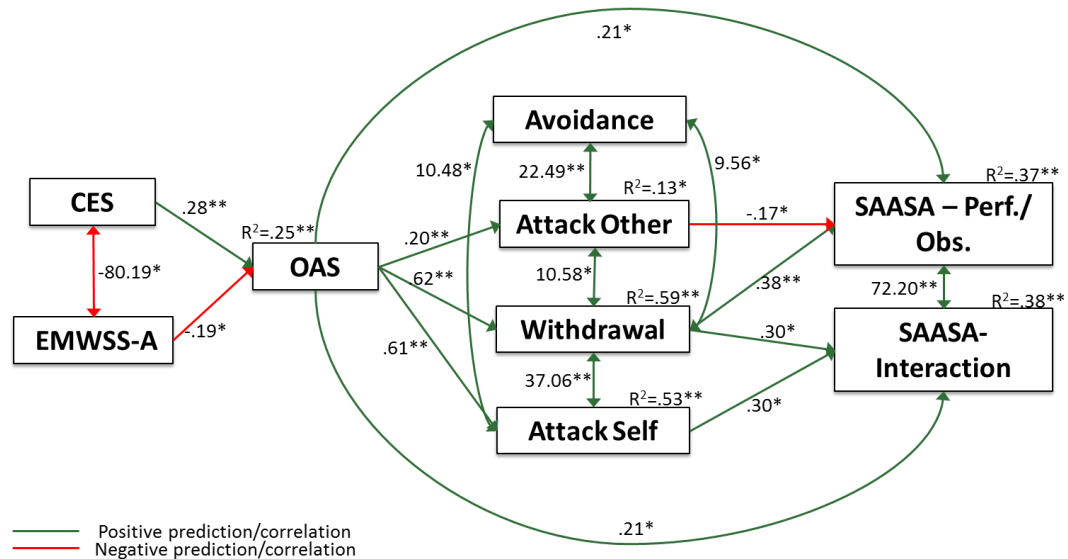 .21*
Avoidance
10.48*
22.49**
9.56*
R²=.13*
R²=.37**
CES
.28**
SAASA – Perf./
Obs.
Attack Other
-.17*
R²=.25**
.20**
OAS
-80.19*
.62**
10.58*
.38**
72.20**
R²=.59**
R²=.38**
EMWSS-A
-.19*
Withdrawal
.30*
SAASA-
Interaction
.61**
37.06**
R²=.53**
.30*
Attack Self
.21*
Positive prediction/correlation
Negative prediction/correlation